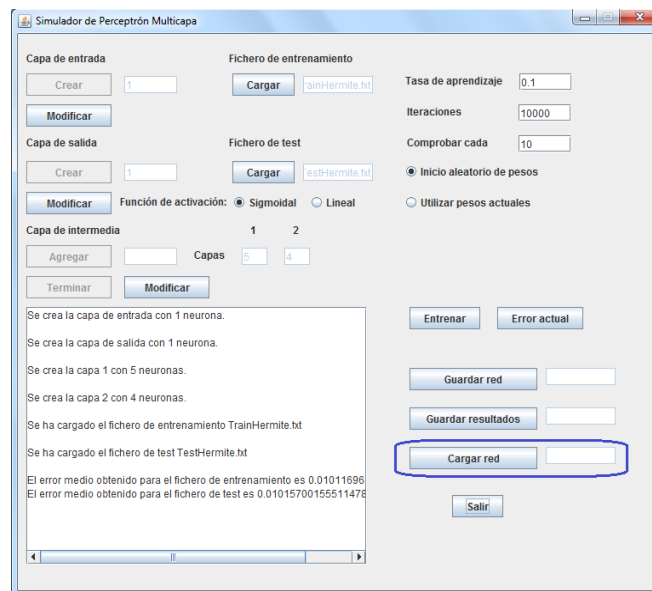 Simulador de Perceptrón Multicapa
Capa de entrada
Fichero de entrenamiento
Crear
1
Cargar
rainHermite.txt
Tasa de aprendizaje
0.1
Modificar
Iteraciones
10000
Capa de salida
Fichero de test
Comprobar cada
10
Crear
1
Cargar
estHermite.txt
Inicio aleatorio de pesos
Modificar
Función de activación:
Sigmoidal
Lineal
Utilizar pesos actuales
Capa de intermedia
1 2
Agregar
Capas
5
4
Terminar
Modificar
Se crea la capa de entrada con 1 neurona.
Se crea la capa de salida con 1 neurona.
Se crea la capa 1 con 5 neuronas.
Se crea la capa 2 con 4 neuronas.
Se ha cargado el fichero de entrenamiento TrainHermite.txt
Se ha cargado el fichero de test TestHermite.txt
El error medio obtenido para el fichero de entrenamiento es 0.01011696
El error medio obtenido para el fichero de test es 0.01015700155511478
Entrenar
Error actual
Guardar red
Guardar resultados
Cargar red
Salir